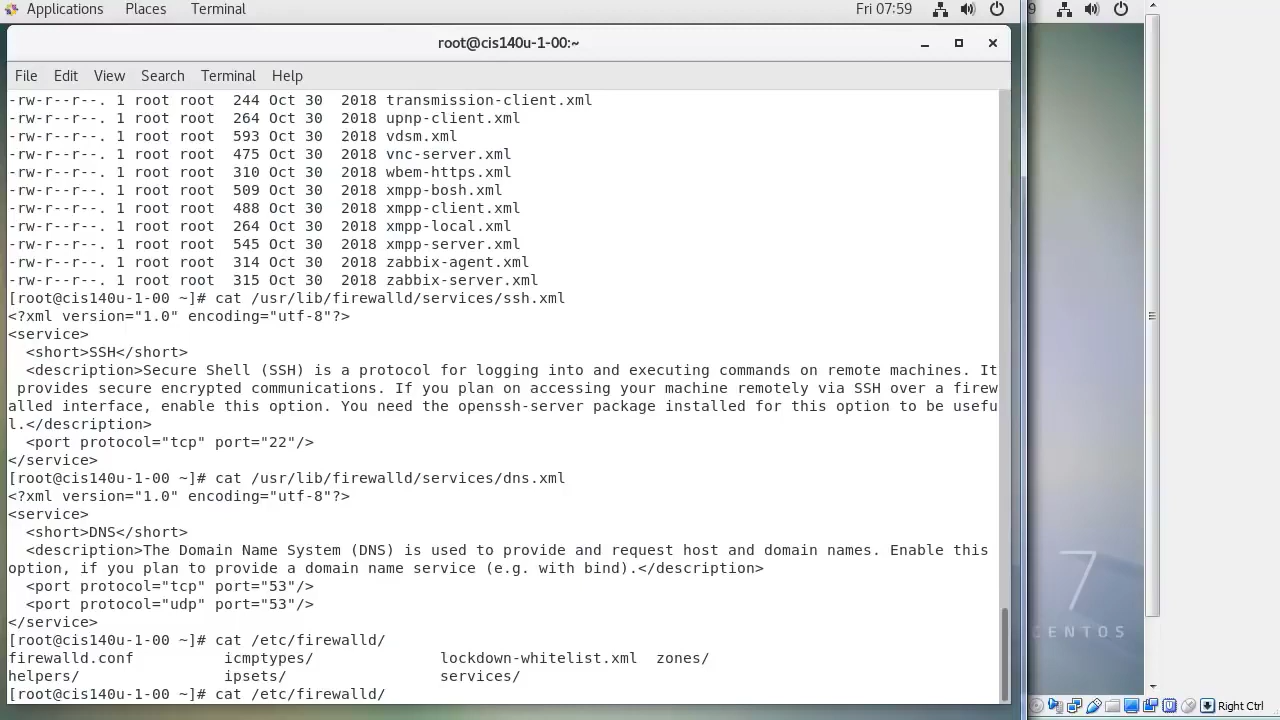 Applications Places Terminal Fri 07:59 9
root@cis140u-1-00:~
File Edit View Search Terminal Help
-rw-r--r--. 1 root root  244 Oct 30  2018 transmission-client.xml
-rw-r--r--. 1 root root  264 Oct 30  2018 upnp-client.xml
-rw-r--r--. 1 root root  593 Oct 30  2018 vdsm.xml
-rw-r--r--. 1 root root  475 Oct 30  2018 vnc-server.xml
-rw-r--r--. 1 root root  310 Oct 30  2018 wbem-https.xml
-rw-r--r--. 1 root root  509 Oct 30  2018 xmpp-bosh.xml
-rw-r--r--. 1 root root  488 Oct 30  2018 xmpp-client.xml
-rw-r--r--. 1 root root  264 Oct 30  2018 xmpp-local.xml
-rw-r--r--. 1 root root  545 Oct 30  2018 xmpp-server.xml
-rw-r--r--. 1 root root  314 Oct 30  2018 zabbix-agent.xml
-rw-r--r--. 1 root root  315 Oct 30  2018 zabbix-server.xml
[root@cis140u-1-00 ~]# cat /usr/lib/firewalld/services/ssh.xml
<?xml version="1.0" encoding="utf-8"?>
<service>
  <short>SSH</short>
  <description>Secure Shell (SSH) is a protocol for logging into and executing commands on remote machines. It
 provides secure encrypted communications. If you plan on accessing your machine remotely via SSH over a firew
alled interface, enable this option. You need the openssh-server package installed for this option to be usefu
l.</description>
  <port protocol="tcp" port="22"/>
</service>
[root@cis140u-1-00 ~]# cat /usr/lib/firewalld/services/dns.xml
<?xml version="1.0" encoding="utf-8"?>
<service>
  <short>DNS</short>
  <description>The Domain Name System (DNS) is used to provide and request host and domain names. Enable this
option, if you plan to provide a domain name service (e.g. with bind).</description>
  <port protocol="tcp" port="53"/>
  <port protocol="udp" port="53"/>
</service>
[root@cis140u-1-00 ~]# cat /etc/firewalld/
firewalld.conf          icmptypes/              lockdown-whitelist.xml  zones/
helpers/                ipsets/                 services/
[root@cis140u-1-00 ~]# cat /etc/firewalld/
7
CENTOS
Right Ctrl